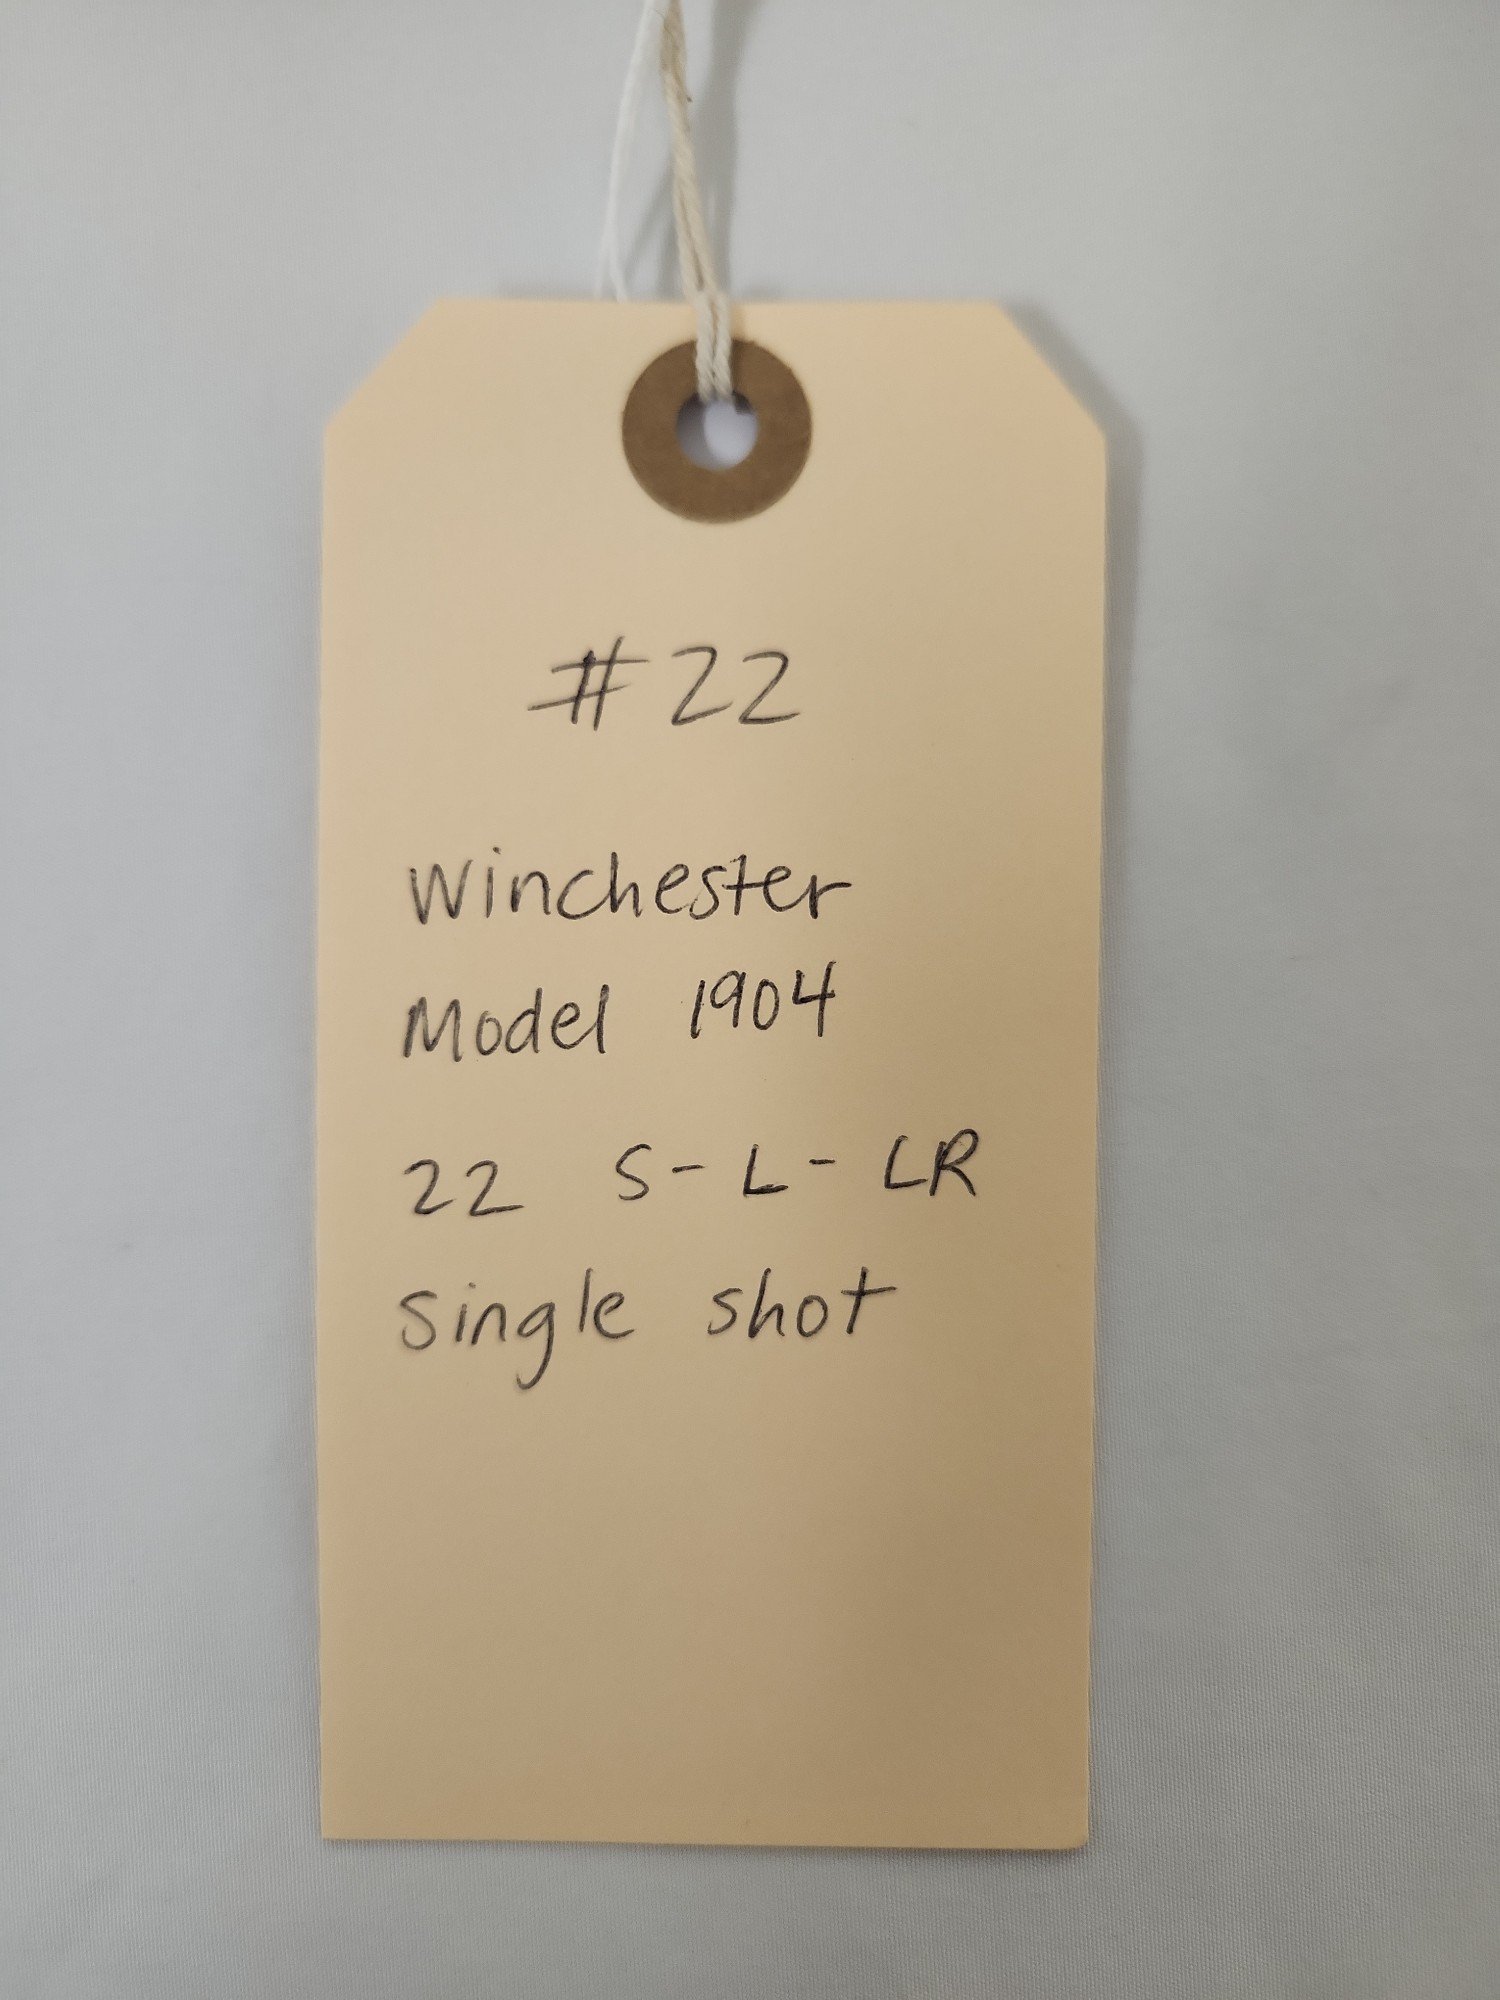 #22
Winchester
Model 1904
22 S-L-LR
Single shot